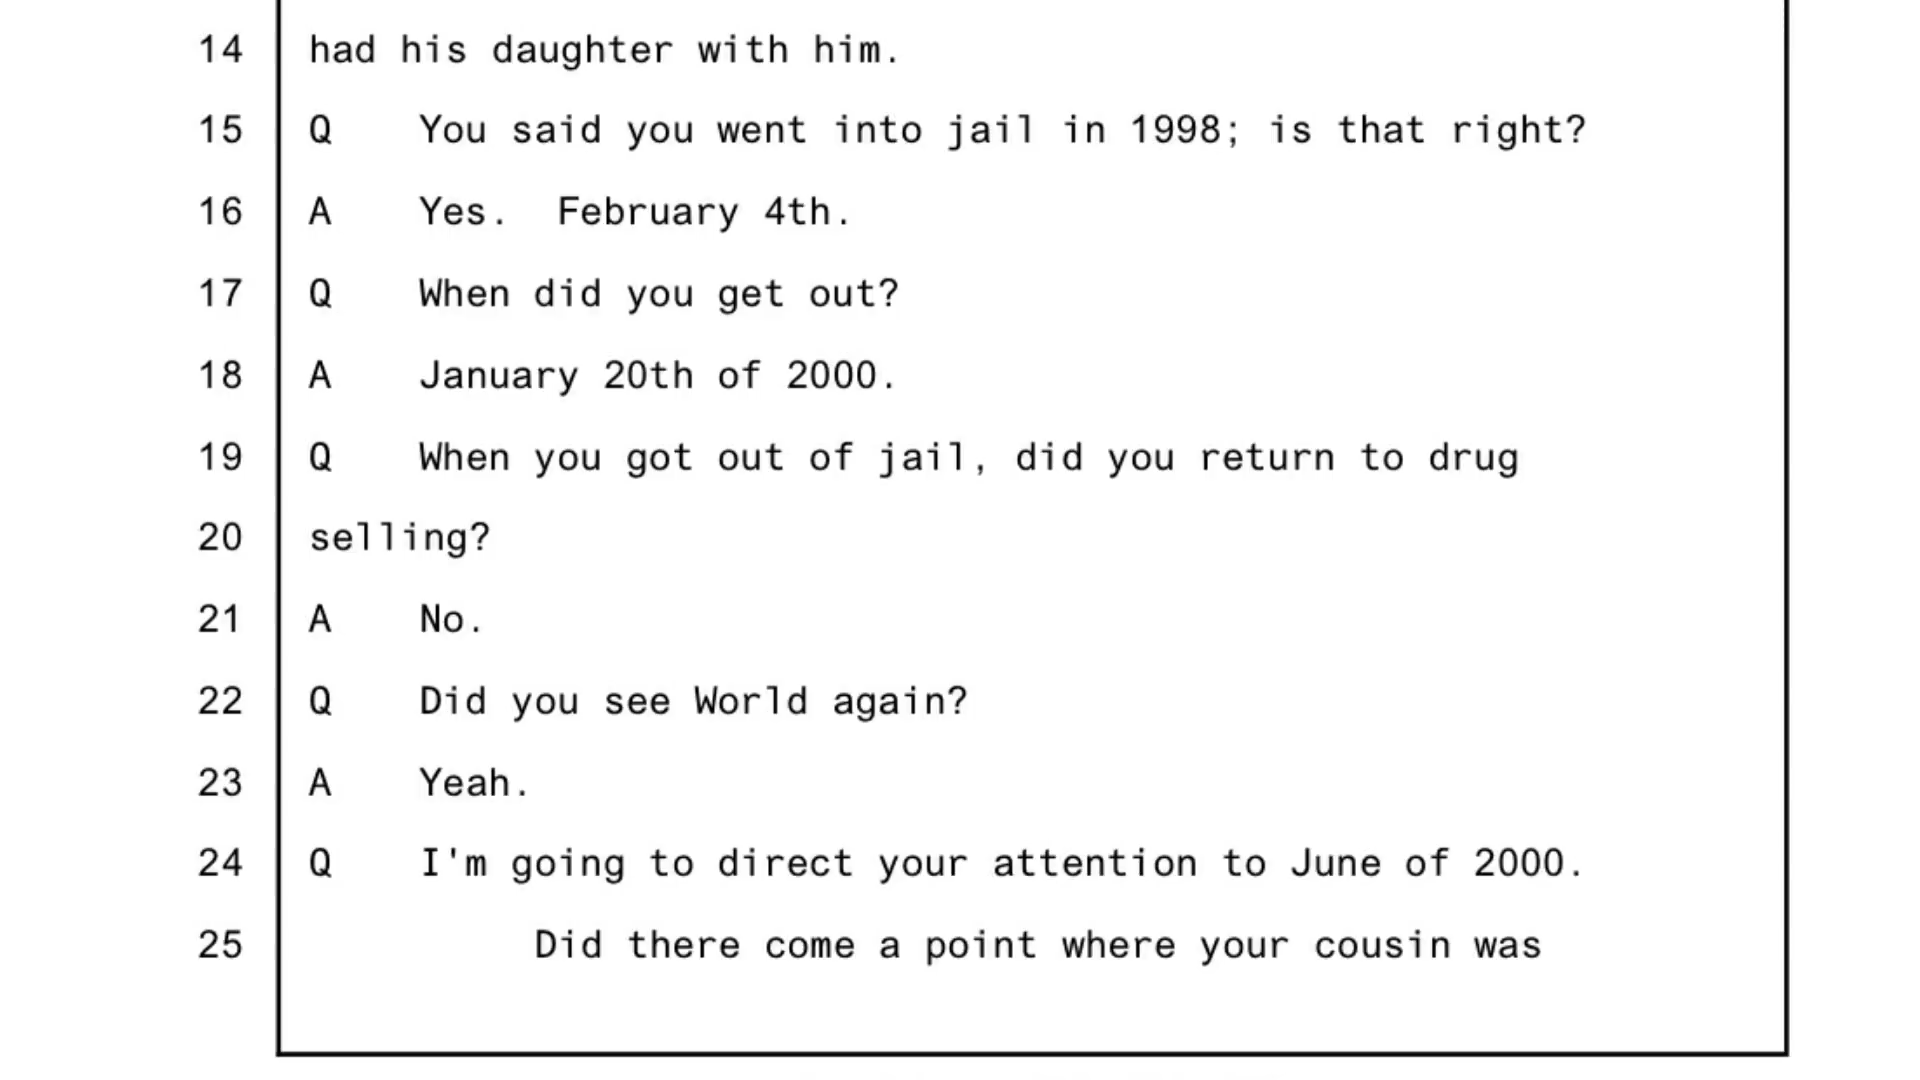 14 had his daughter with him.
15 Q You said you went into jail in 1998; is that right?
16 A Yes. February 4th.
17 Q When did you get out?
18 A January 20th of 2000.
19 Q When you got out of jail, did you return to drug
20 selling?
21 A No.
22 Q Did you see World again?
23 A Yeah.
24 Q I'm going to direct your attention to June of 2000.
25 Did there come a point where your cousin was